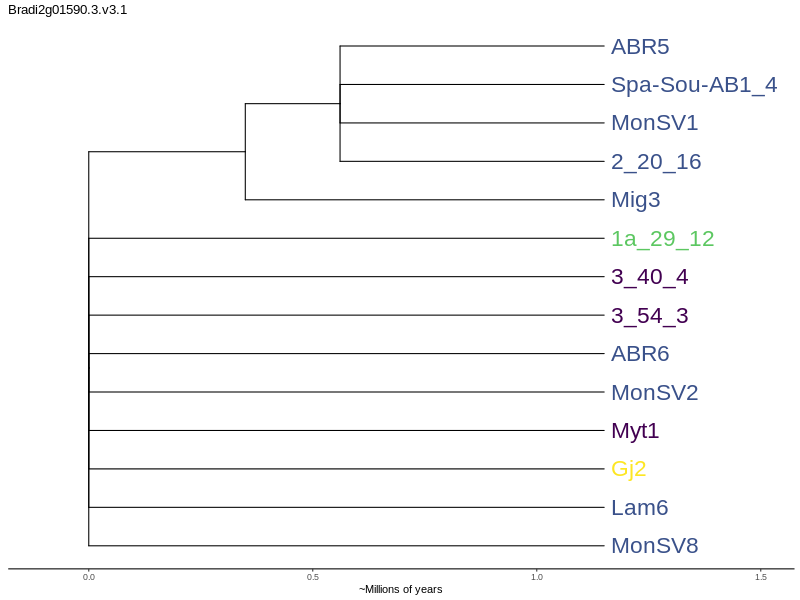 Bradi2g01590.3.v3.1
ABR5
Spa-Sou-AB1_4
MonSV1
2_20_16
Mig3
1a_29_12
3_40_4
3_54_3
ABR6
MonSV2
Myt1
Gj2
Lam6
MonSV8
0.0 0.5 1.0 1.5
~Millions of years